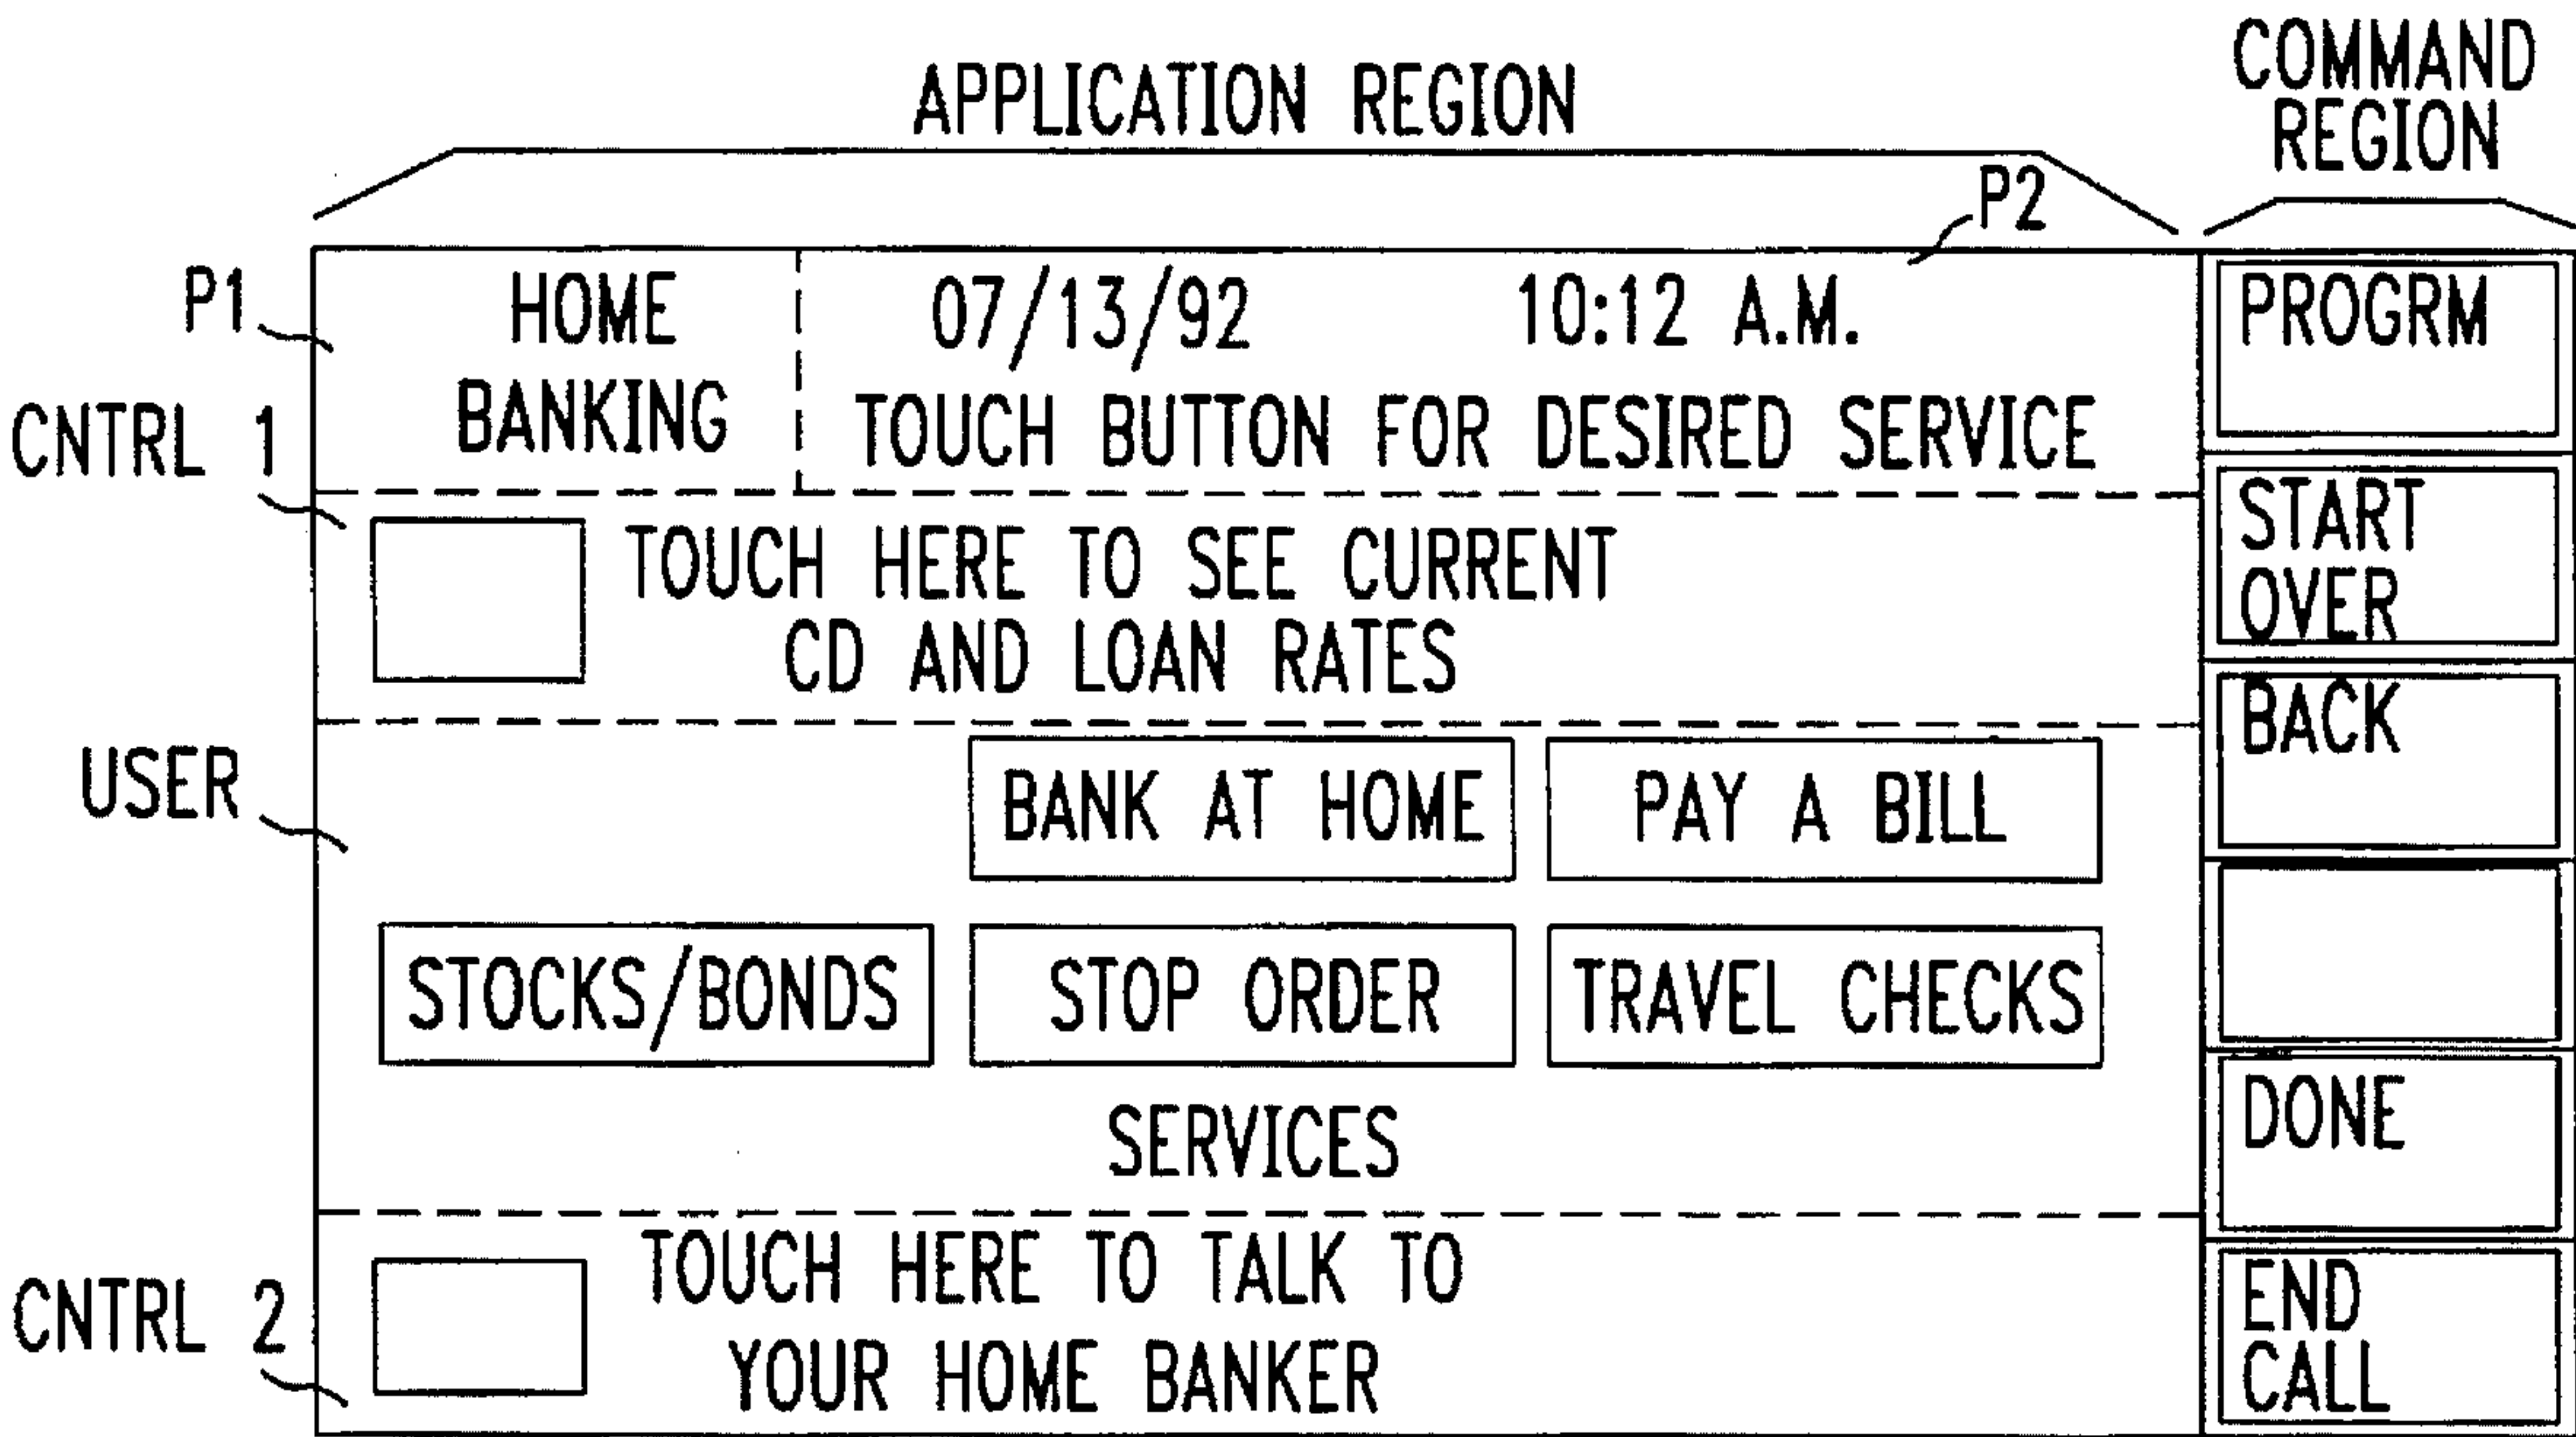 APPLICATION REGION
COMMAND
REGION
P1
P2
HOME
BANKING
07/13/92 10:12 A.M.
TOUCH BUTTON FOR DESIRED SERVICE
CNTRL 1
TOUCH HERE TO SEE CURRENT
CD AND LOAN RATES
USER
BANK AT HOME
PAY A BILL
STOCKS/BONDS
STOP ORDER
TRAVEL CHECKS
SERVICES
CNTRL 2
TOUCH HERE TO TALK TO
YOUR HOME BANKER
PROGRM
START
OVER
BACK
DONE
END
CALL